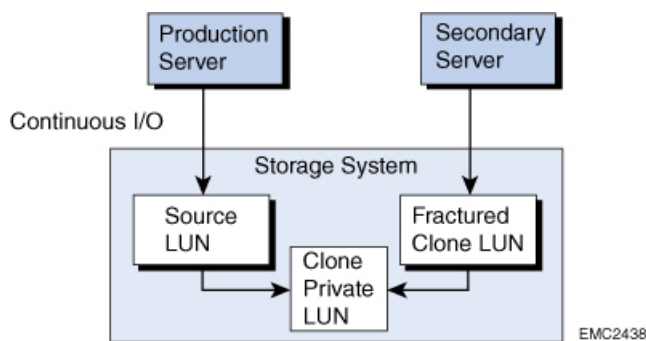 Production
Server
Secondary
Server
Continuous I/O
Storage System
Source
LUN
Fractured
Clone LUN
Clone
Private
LUN
EMC2438